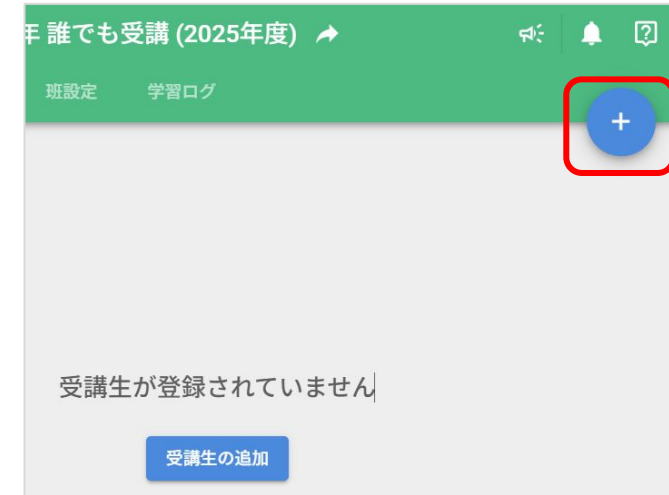 年 誰でも受講 (2025年度)
班設定 学習ログ
+
受講生が登録されていません
受講生の追加